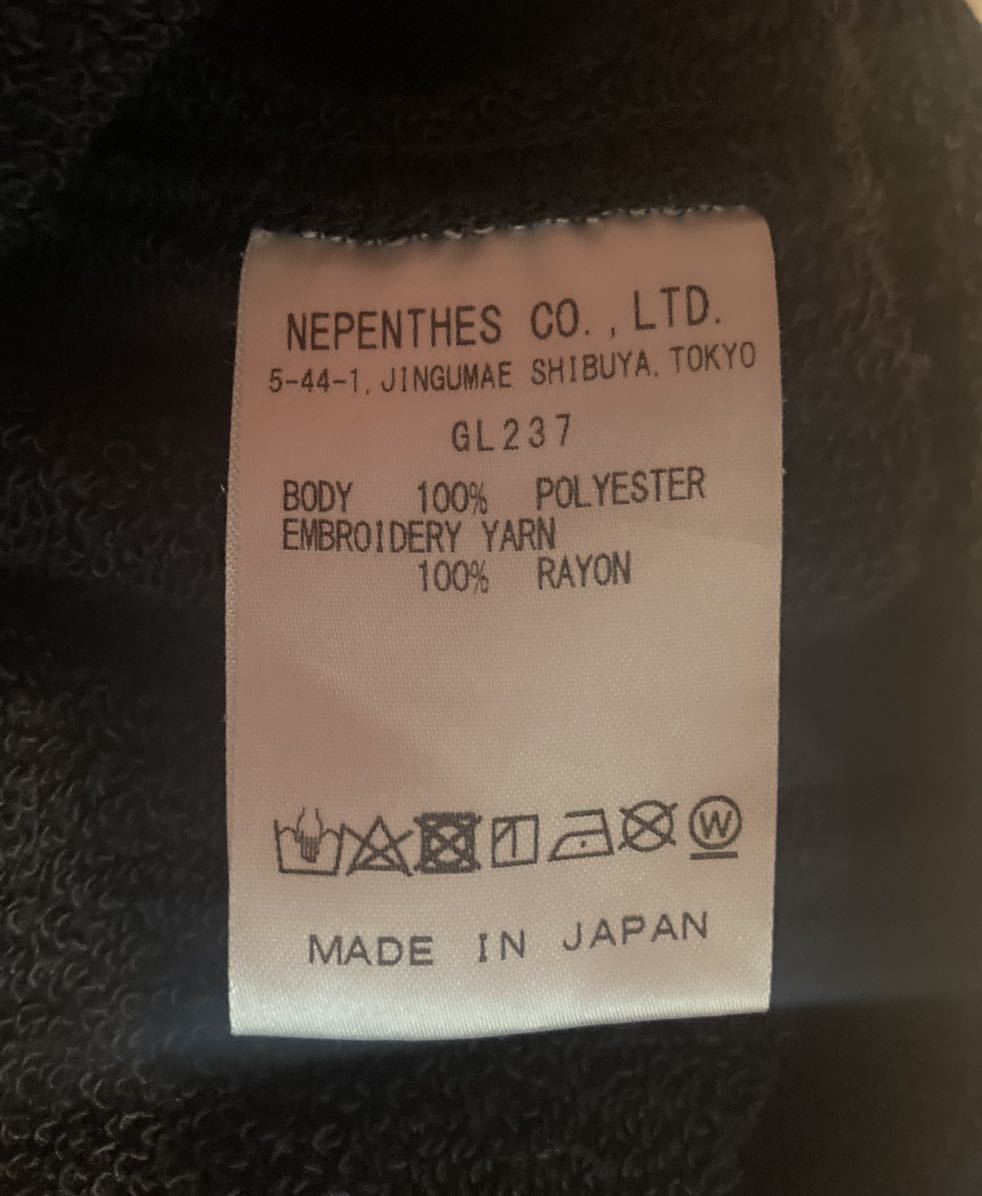 NEPENTHES CO., LTD.
5-44-1, JINGUMAE SHIBUYA, TOKYO
GL237
BODY 100% POLYESTER
EMBROIDERY YARN
100% RAYON
W
MADE IN JAPAN